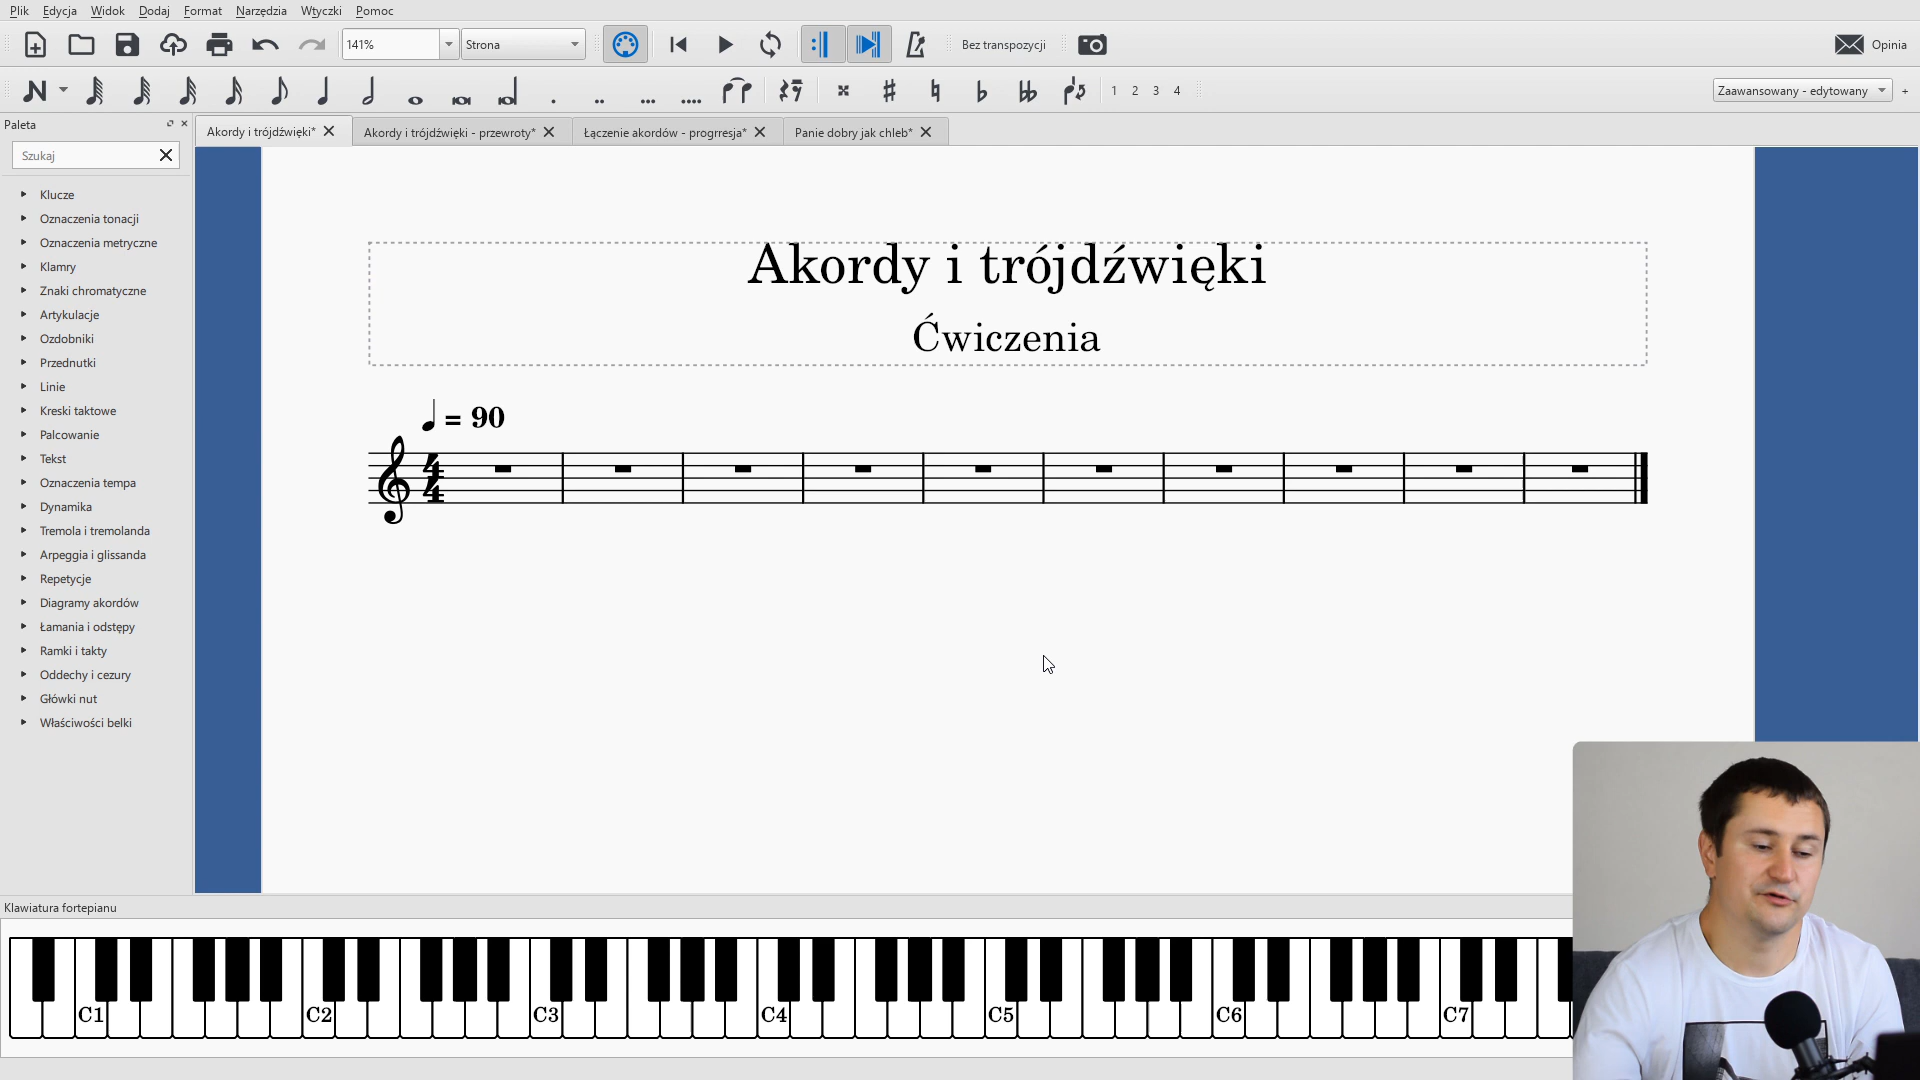 Plik Edycja Widok Dodaj Format Narzędzia Wtyczki Pomoc
141% Strona Bez transpozycji Opinia
1 2 3 4 Zaawansowany - edytowany +
Paleta
Akordy i trójdźwięki* Akordy i trójdźwięki - przewroty* Łączenie akordów - progrresja* Panie dobry jak chleb*
Szukaj
Klucze
Oznaczenia tonacji
Oznaczenia metryczne
Klamry
Znaki chromatyczne
Artykulacje
Ozdobniki
Przednutki
Linie
Kreski taktowe
Palcowanie
Tekst
Oznaczenia tempa
Dynamika
Tremola i tremolanda
Arpeggia i glissanda
Repetycje
Diagramy akordów
Łamania i odstępy
Ramki i takty
Oddechy i cezury
Główki nut
Właściwości belki
Akordy i trójdźwięki
Ćwiczenia
= 90
4
4
Klawiatura fortepianu
C1 C2 C3 C4 C5 C6 C7